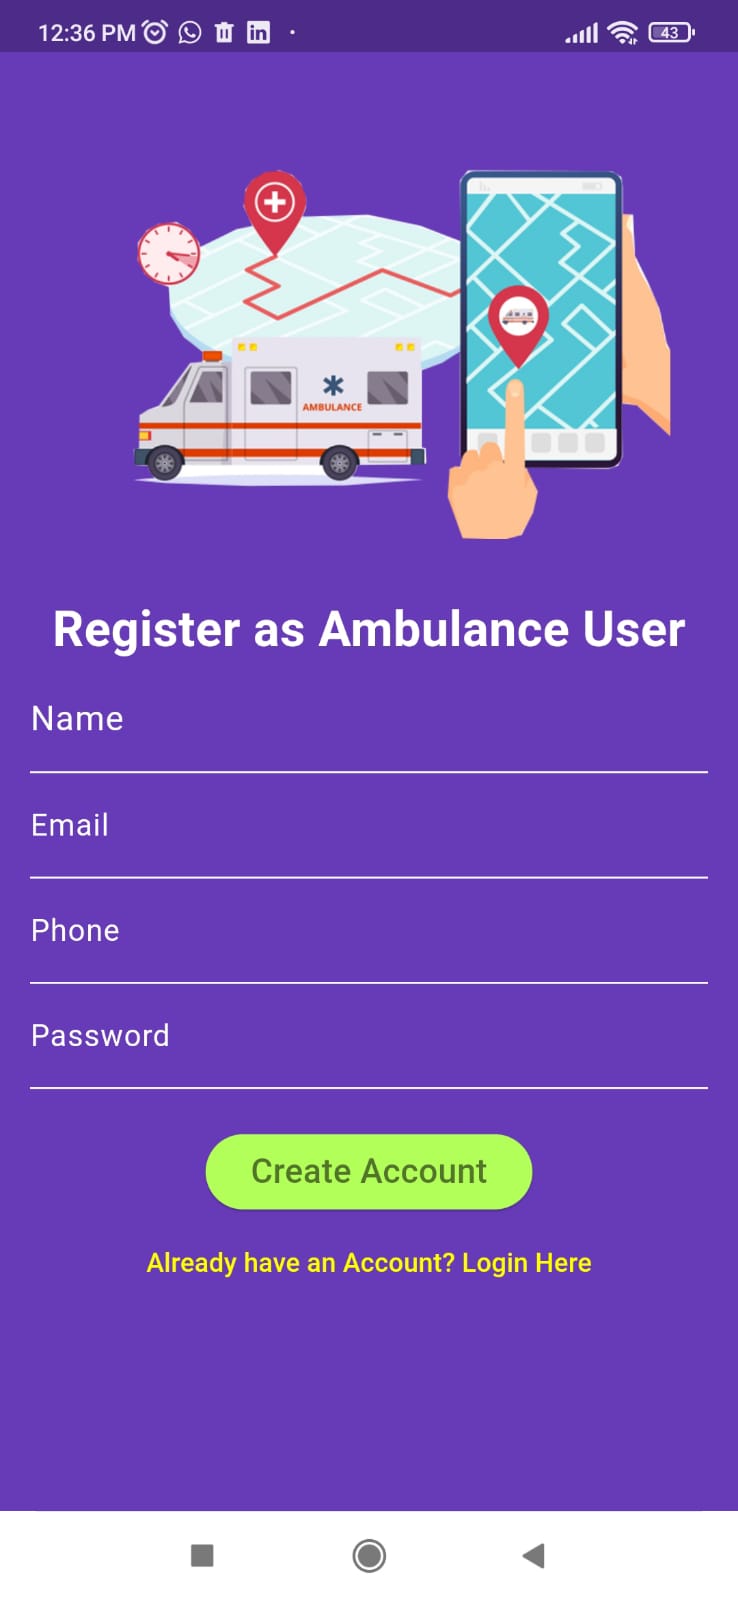 12:36 PM
43
AMBULANCE
Register as Ambulance User
Name
Email
Phone
Password
Create Account
Already have an Account? Login Here